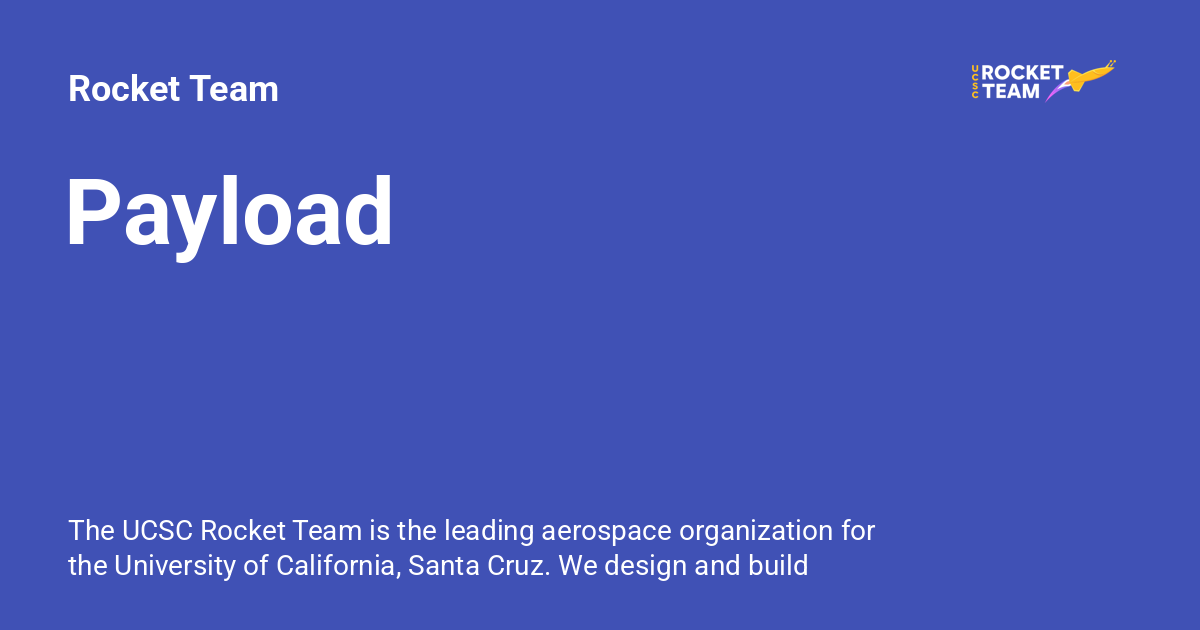 Rocket Team
UCSC
ROCKET
TEAM
Payload
The UCSC Rocket Team is the leading aerospace organization for
the University of California, Santa Cruz. We design and build